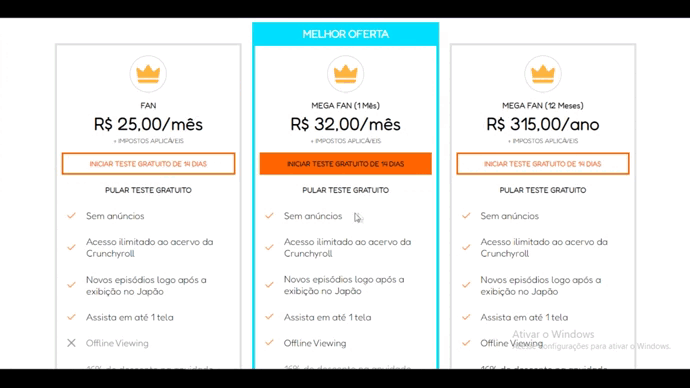 MELHOR OFERTA
FAN
R$ 25,00/mês
+ IMPOSTOS APLICÁVEIS
INICIAR TESTE GRATUITO DE 14 DIAS
PULAR TESTE GRATUITO
Sem anúncios
Acesso ilimitado ao acervo da
Crunchyroll
Novos episódios logo após a
exibição no Japão
Assista em até 1 tela
Offline Viewing
MEGA FAN (1 Mês)
R$ 32,00/mês
+ IMPOSTOS APLICÁVEIS
INICIAR TESTE GRATUITO DE 14 DIAS
PULAR TESTE GRATUITO
Sem anúncios
Acesso ilimitado ao acervo da
Crunchyroll
Novos episódios logo após a
exibição no Japão
Assista em até 1 tela
Offline Viewing
MEGA FAN (12 Meses)
R$ 315,00/ano
+ IMPOSTOS APLICÁVEIS
INICIAR TESTE GRATUITO DE 14 DIAS
PULAR TESTE GRATUITO
Sem anúncios
Acesso ilimitado ao acervo da
Crunchyroll
Novos episódios logo após a
exibição no Japão
Assista em até 1 tela
Offline Viewing
Ativar o Windows
Configurações para ativar o Windows.